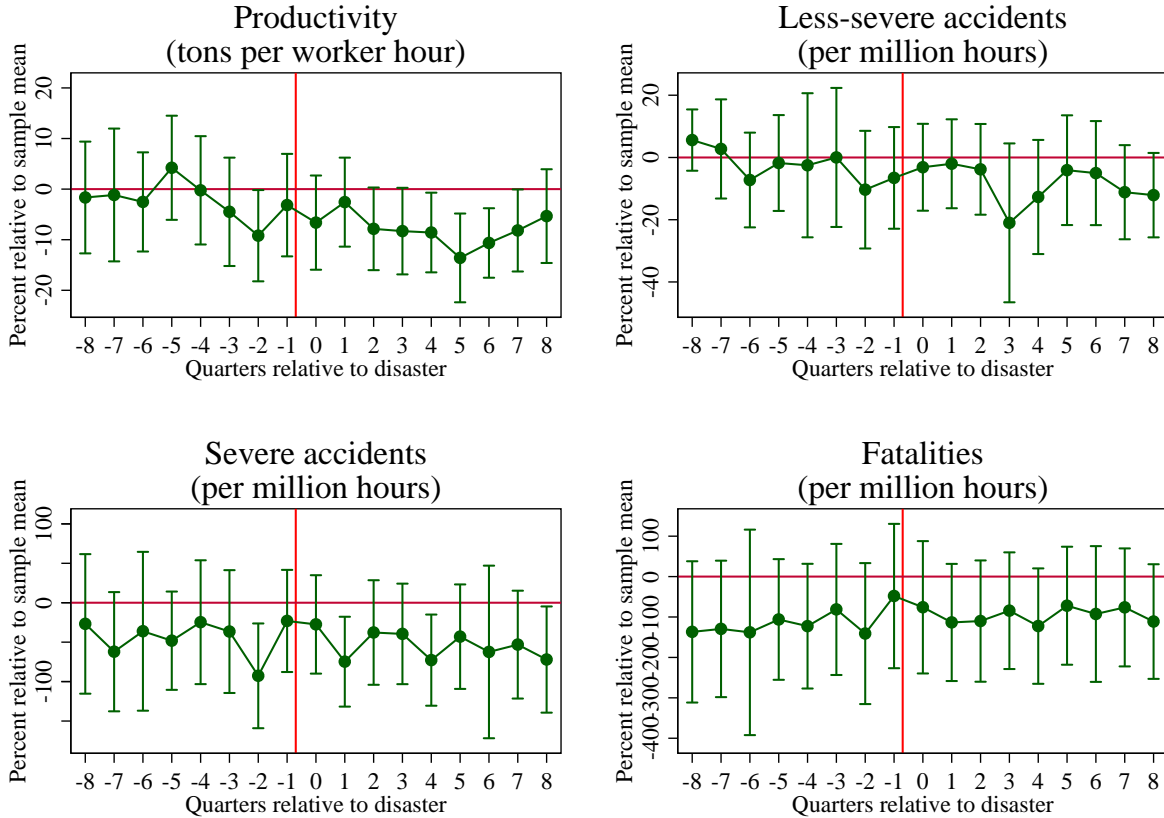 Productivity
(tons per worker hour)
Percent relative to sample mean
20
10
0
-10
-20
-8 -7 -6 -5 -4 -3 -2 -1 0 1 2 3 4 5 6 7 8
Quarters relative to disaster
Less-severe accidents
(per million hours)
Percent relative to sample mean
20
0
-20
-40
-8 -7 -6 -5 -4 -3 -2 -1 0 1 2 3 4 5 6 7 8
Quarters relative to disaster
Severe accidents
(per million hours)
Percent relative to sample mean
100
0
-100
-8 -7 -6 -5 -4 -3 -2 -1 0 1 2 3 4 5 6 7 8
Quarters relative to disaster
Fatalities
(per million hours)
Percent relative to sample mean
100
0
-100
-200
-300
-400
-8 -7 -6 -5 -4 -3 -2 -1 0 1 2 3 4 5 6 7 8
Quarters relative to disaster